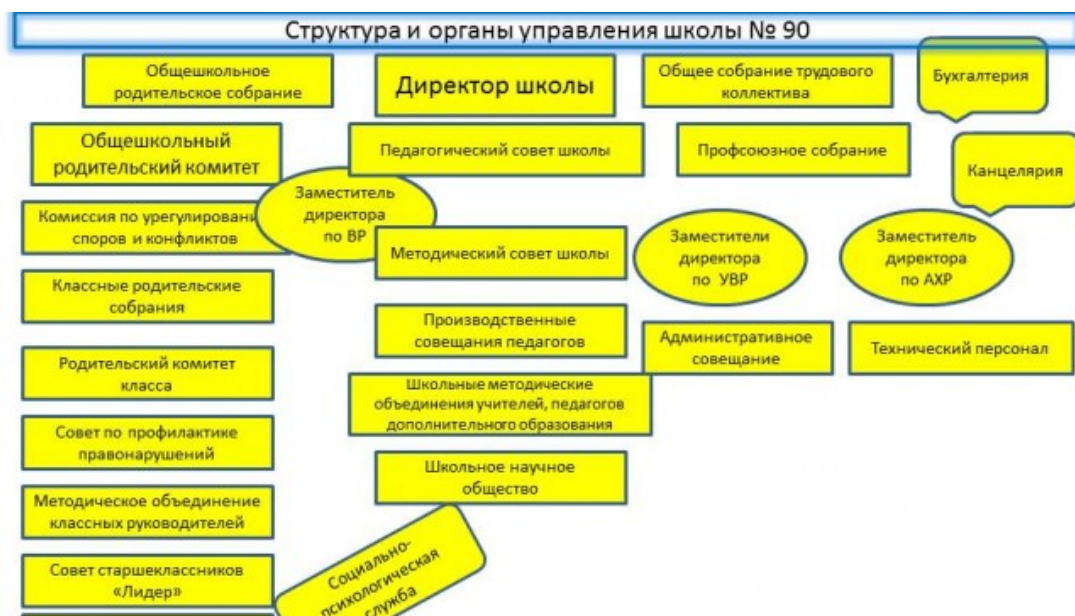 Структура и органы управления школы № 90
Общешкольное
родительское собрание
Директор школы
Общее собрание трудового
коллектива
Бухгалтерия
Общешкольный
родительский комитет
Педагогический совет школы
Профсоюзное собрание
Канцелярия
Заместитель
директора
по ВР
Комиссия по урегулировани
споров и конфликтов
Методический совет школы
Заместители
директора
по УВР
Заместитель
директора
по АХР
Классные родительские
собрания
Производственные
совещания педагогов
Административное
совещание
Технический персонал
Родительский комитет
класса
Школьные методические
объединения учителей, педагогов
дополнительного образования
Совет по профилактике
правонарушений
Школьное научное
общество
Методическое объединение
классных руководителей
Совет старшеклассников
«Лидер»
Социально-
психологическая
служба